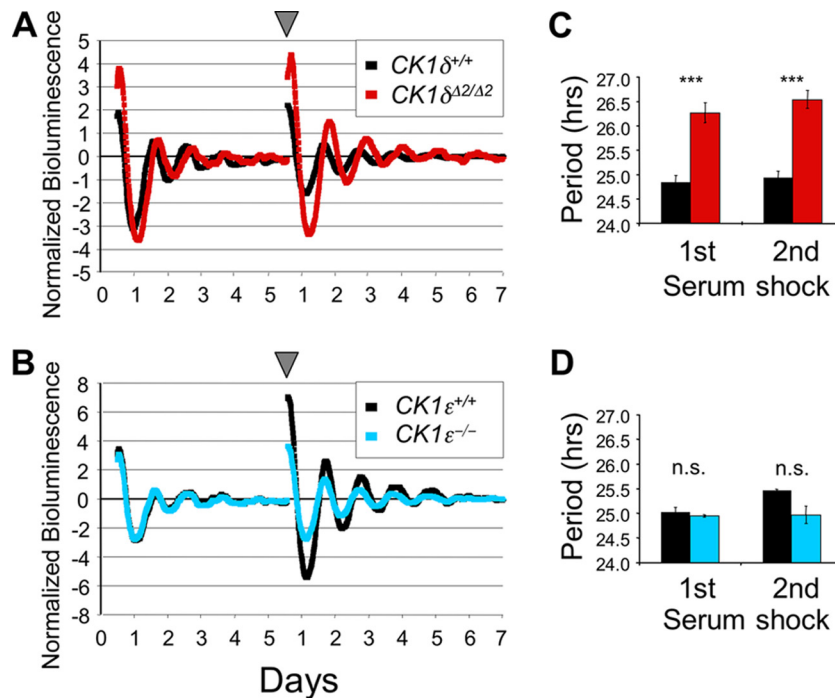 A
Normalized Bioluminescence
5
4
3
2
1
0
-1
-2
-3
-4
-5
0 1 2 3 4 5 1 2 3 4 5 6 7
CK1δ+/+
CK1δΔ2/Δ2
B
Normalized Bioluminescence
8
6
4
2
0
-2
-4
-6
-8
0 1 2 3 4 5 1 2 3 4 5 6 7
CK1ε+/+
CK1ε−/−
Days
C
Period (hrs)
27.0
26.5
26.0
25.5
25.0
24.5
24.0
*** ***
1st 2nd
Serum shock
D
Period (hrs)
27.0
26.5
26.0
25.5
25.0
24.5
24.0
n.s. n.s.
1st 2nd
Serum shock